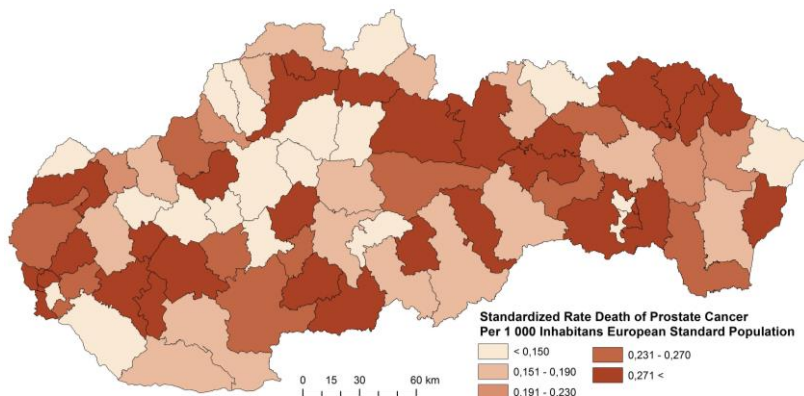 Standardized Rate Death of Prostate Cancer
Per 1 000 Inhabitans European Standard Population
< 0,150
0,151 - 0,190
0,191 - 0,230
0,231 - 0,270
0,271 <
0 15 30 60 km